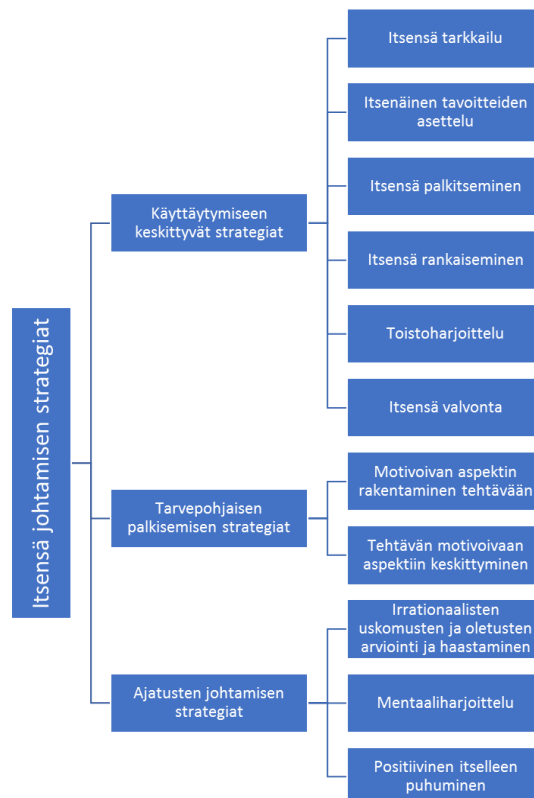 Itsensä johtamisen strategiat
Käyttäytymiseen
keskittyvät strategiat
Itsensä tarkkailu
Itsenäinen tavoitteiden
asettelu
Itsensä palkitseminen
Itsensä rankaiseminen
Toistoharjoittelu
Itsensä valvonta
Tarvepohjaisen
palkisemisen strategiat
Motivoivan aspektin
rakentaminen tehtävään
Tehtävän motivoivaan
aspektiin keskittyminen
Ajatusten johtamisen
strategiat
Irrationaalisten
uskomusten ja oletusten
arviointi ja haastaminen
Mentaaliharjoittelu
Positiivinen itselleen
puhuminen